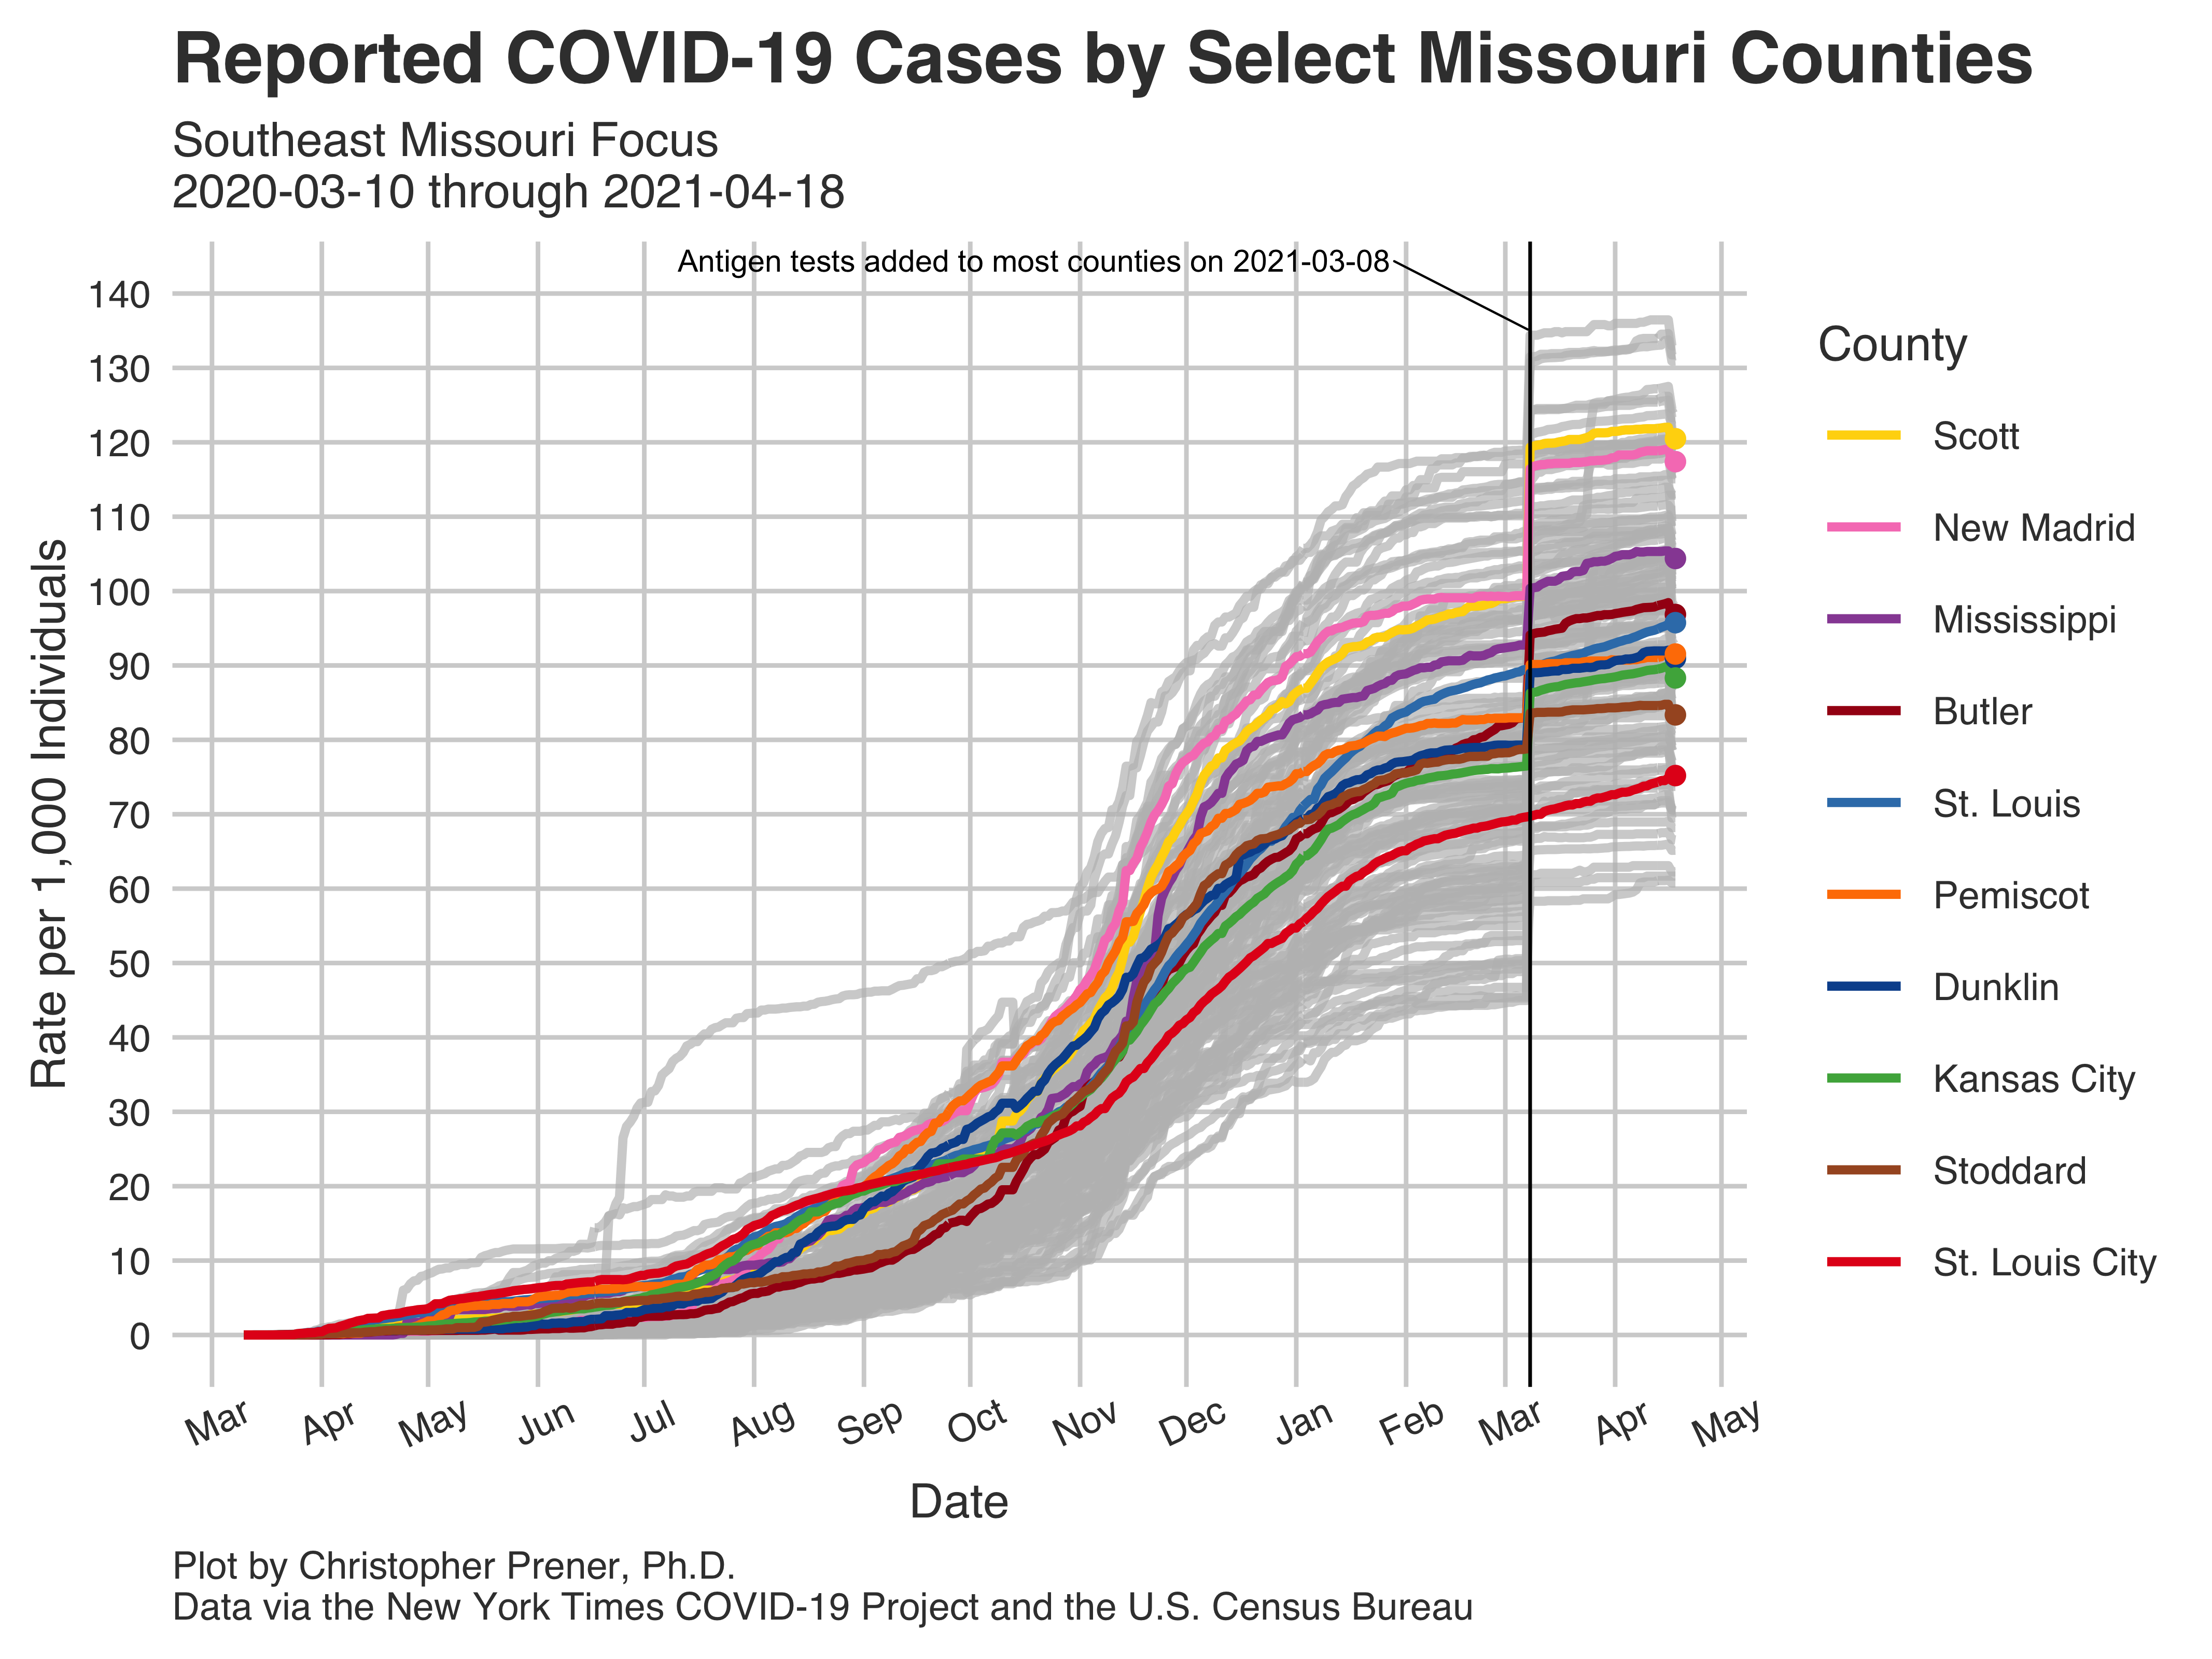 Reported COVID-19 Cases by Select Missouri Counties
Southeast Missouri Focus
2020-03-10 through 2021-04-18
Antigen tests added to most counties on 2021-03-08
Rate per 1,000 Individuals
140
130
120
110
100
90
80
70
60
50
40
30
20
10
0
Mar
Apr
May
Jun
Jul
Aug
Sep
Oct
Nov
Dec
Jan
Feb
Mar
Apr
May
Date
County
Scott
New Madrid
Mississippi
Butler
St. Louis
Pemiscot
Dunklin
Kansas City
Stoddard
St. Louis City
Plot by Christopher Prener, Ph.D.
Data via the New York Times COVID-19 Project and the U.S. Census Bureau